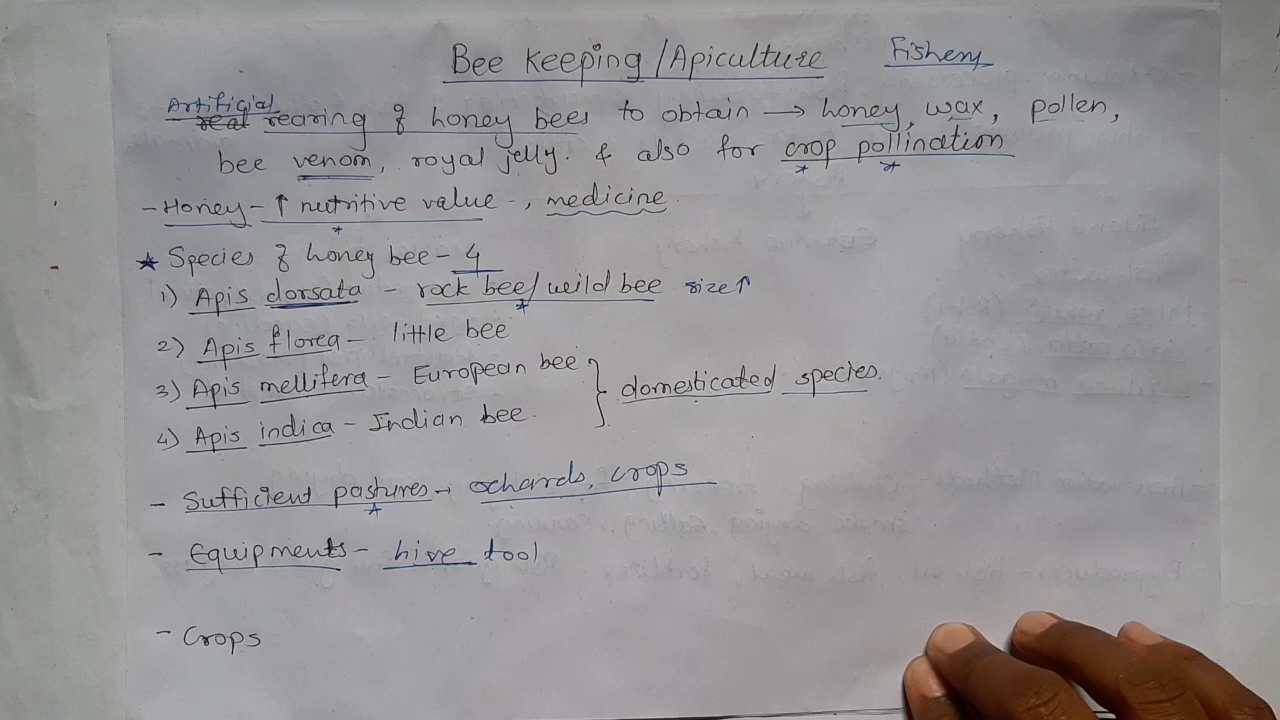 Bee Keeping/Apiculture Fishery
Artificial
real rearing & honey bees to obtain → honey, wax, pollen,
bee venom, royal jelly. & also for crop pollination
- Honey - ↑ nutritive value -, medicine.
★ Species & honey bee - 4
1) Apis dorsata - rock bee/wild bee size↑
2) Apis florea - little bee
3) Apis mellifera - European bee } domesticated species.
4) Apis indica - Indian bee.
- Sufficient pastures → ochards, crops
- Equipments - hive tool
- Crops